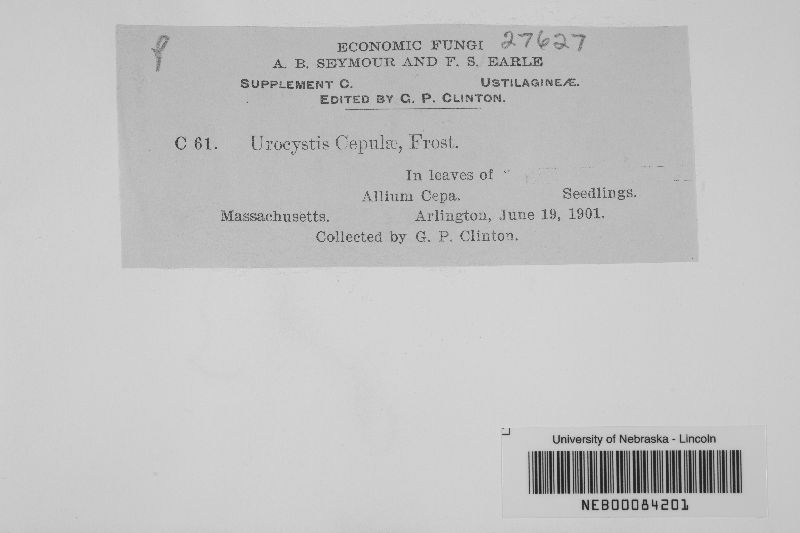 ECONOMIC FUNGI 27627
A. B. SEYMOUR AND F. S. EARLE
SUPPLEMENT C. USTILAGINEÆ.
EDITED BY G. P. CLINTON.
C 61. Urocystis Cepulæ, Frost.
In leaves of
Allium Cepa. Seedlings.
Massachusetts. Arlington, June 19, 1901.
Collected by G. P. Clinton.
University of Nebraska - Lincoln
NEB00084201